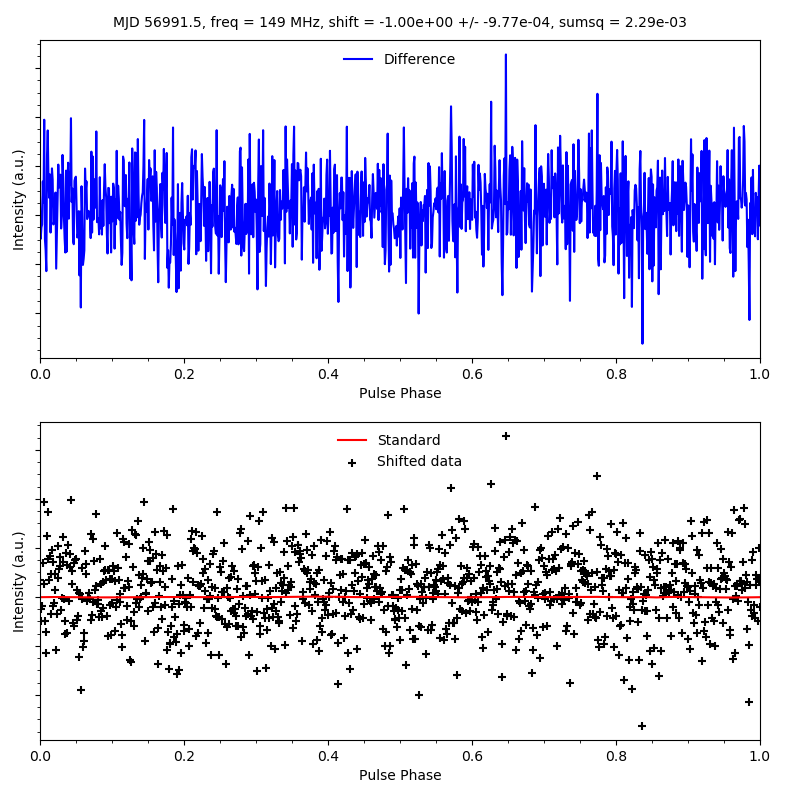 MJD 56991.5, freq = 149 MHz, shift = -1.00e+00 +/- -9.77e-04, sumsq = 2.29e-03
Difference
Intensity (a.u.)
0.0 0.2 0.4 0.6 0.8 1.0
Pulse Phase
Standard
Shifted data
Intensity (a.u.)
0.0 0.2 0.4 0.6 0.8 1.0
Pulse Phase